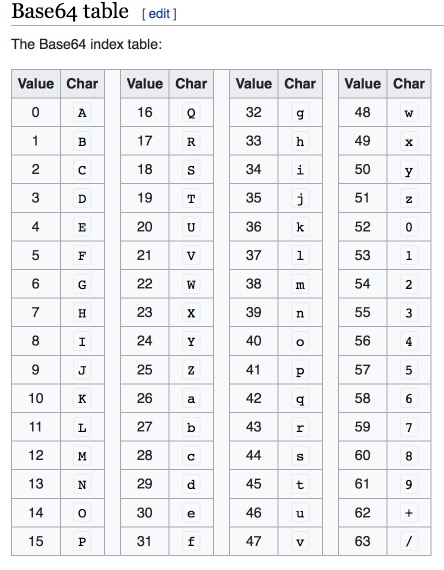 Base64 table [ edit ]
The Base64 index table:
Value Char Value Char Value Char Value Char
0 A 16 Q 32 g 48 w
1 B 17 R 33 h 49 x
2 C 18 S 34 i 50 y
3 D 19 T 35 j 51 z
4 E 20 U 36 k 52 0
5 F 21 V 37 l 53 1
6 G 22 W 38 m 54 2
7 H 23 X 39 n 55 3
8 I 24 Y 40 o 56 4
9 J 25 Z 41 p 57 5
10 K 26 a 42 q 58 6
11 L 27 b 43 r 59 7
12 M 28 c 44 s 60 8
13 N 29 d 45 t 61 9
14 O 30 e 46 u 62 +
15 P 31 f 47 v 63 /